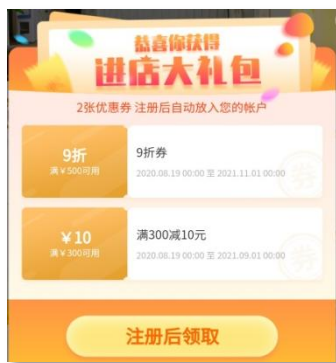 恭喜你获得
进店大礼包
2张优惠券 注册后自动放入您的帐户
9折
满￥500可用
9折券
2020.08.19 00:00 至 2021.11.01 00:00
券
￥10
满￥300可用
满300减10元
2020.08.19 00:00 至 2021.09.01 00:00
券
注册后领取